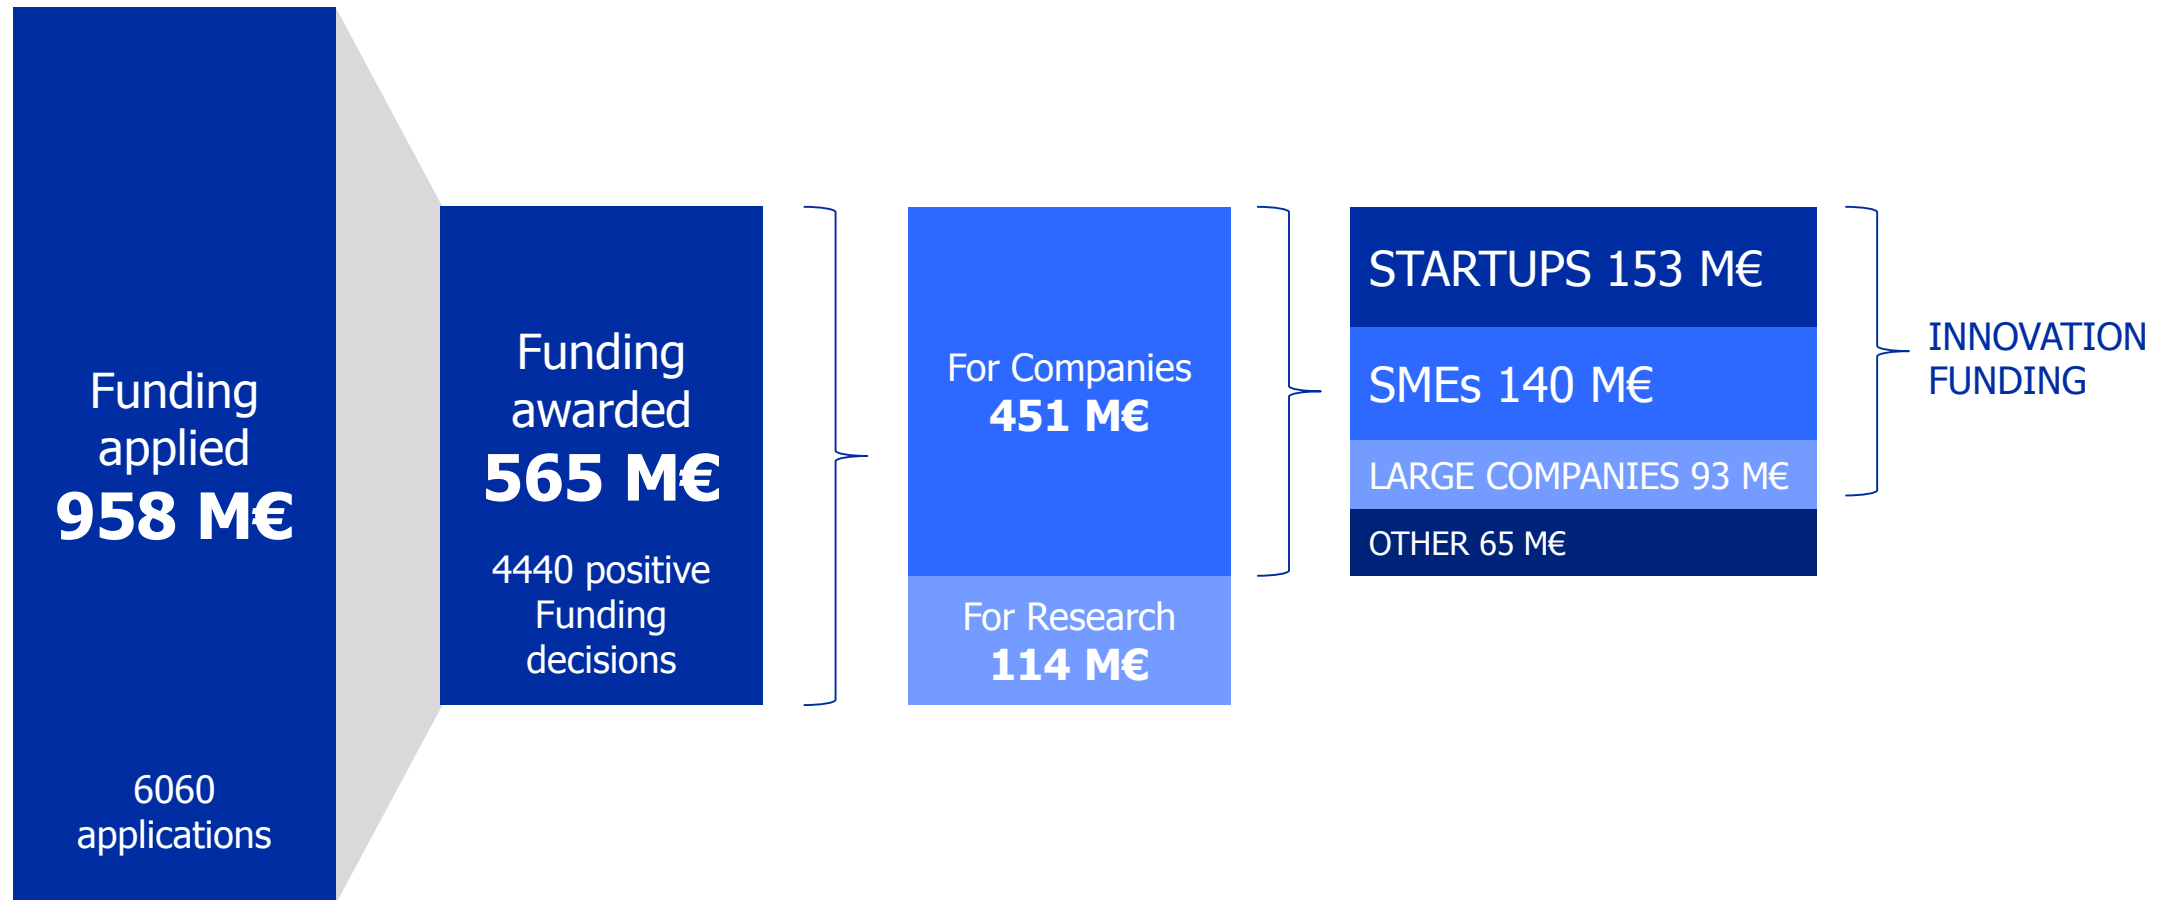 Funding
applied
958 M€
6060
applications
Funding
awarded
565 M€
4440 positive
Funding
decisions
For Companies
451 M€
For Research
114 M€
STARTUPS 153 M€
SMEs 140 M€
LARGE COMPANIES 93 M€
OTHER 65 M€
INNOVATION
FUNDING